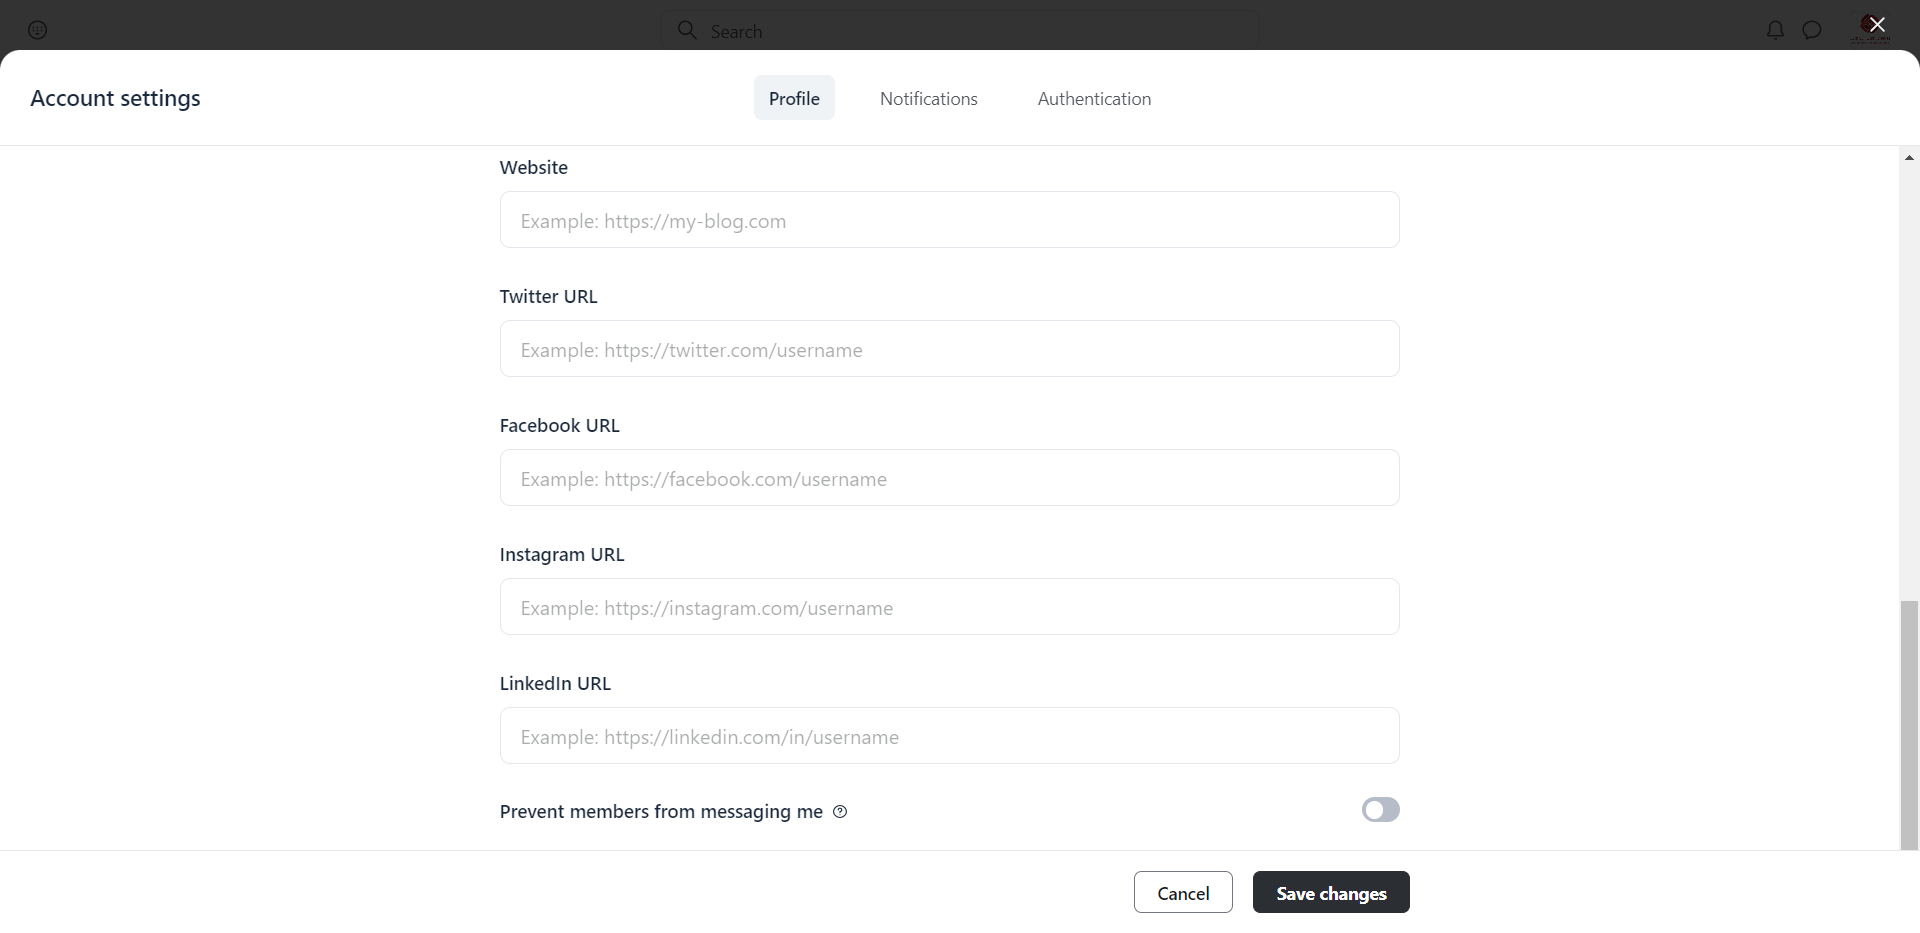 Search
Account settings
Profile
Notifications
Authentication
Website
Example: https://my-blog.com
Twitter URL
Example: https://twitter.com/username
Facebook URL
Example: https://facebook.com/username
Instagram URL
Example: https://instagram.com/username
LinkedIn URL
Example: https://linkedin.com/in/username
Prevent members from messaging me
Cancel
Save changes